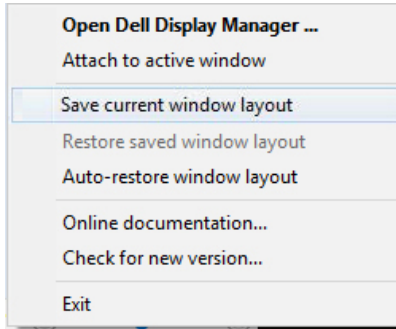 Open Dell Display Manager ...
Attach to active window
Save current window layout
Restore saved window layout
Auto-restore window layout
Online documentation...
Check for new version...
Exit